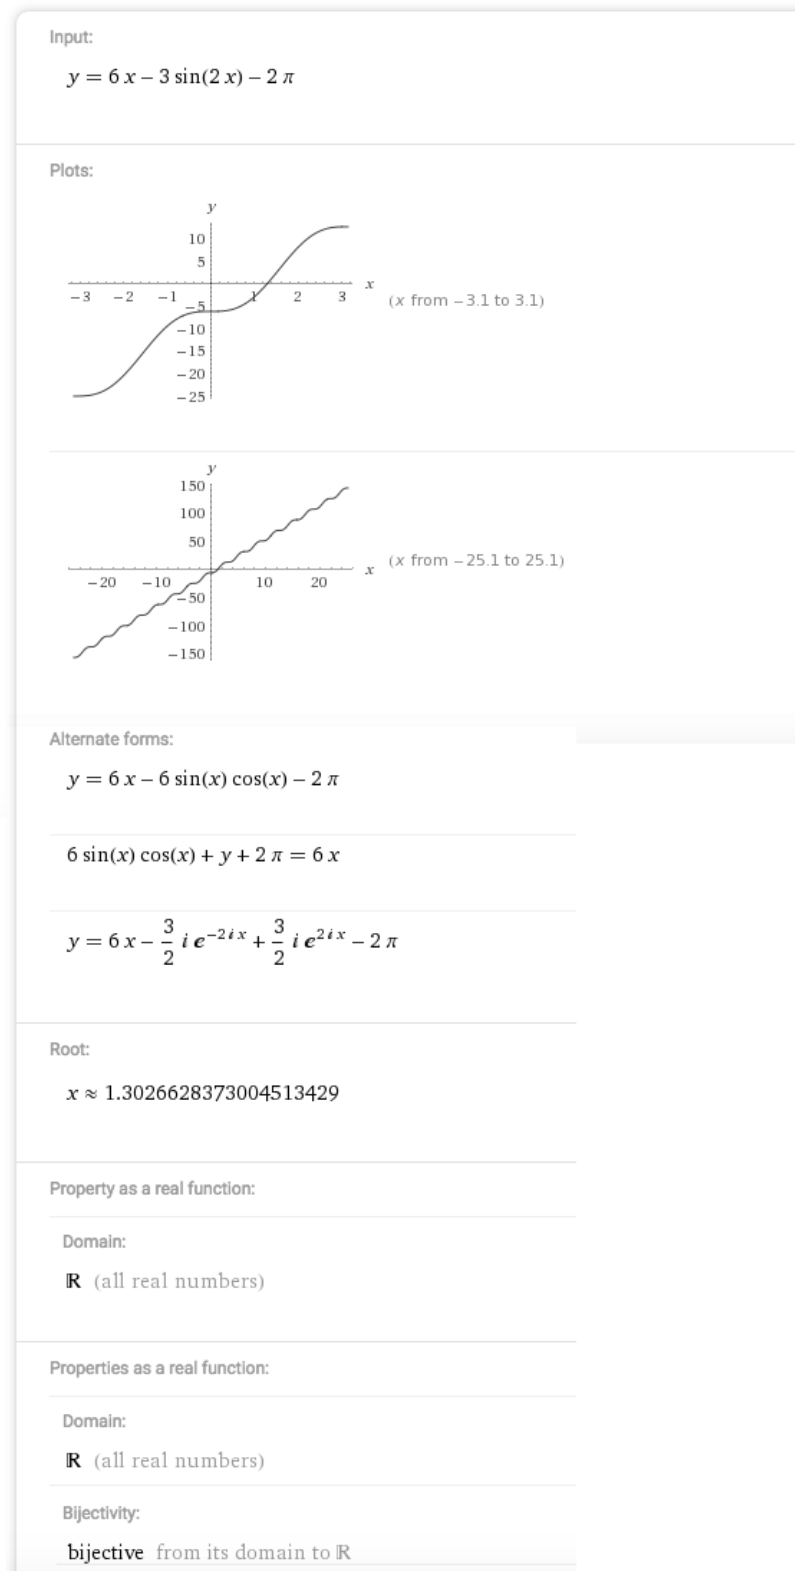 Input:
y = 6 x – 3 sin(2 x) – 2 π
Plots:
y
10
5
–3 –2 –1 1 2 3 x
(x from –3.1 to 3.1)
–5
–10
–15
–20
–25
y
150
100
50
(x from –25.1 to 25.1)
–20 –10 10 20 x
–50
–100
–150
Alternate forms:
y = 6 x – 6 sin(x) cos(x) – 2 π
6 sin(x) cos(x) + y + 2 π = 6 x
y = 6 x – 3/2 i e^(–2 i x) + 3/2 i e^(2 i x) – 2 π
Root:
x ≈ 1.3026628373004513429
Property as a real function:
Domain:
ℝ (all real numbers)
Properties as a real function:
Domain:
ℝ (all real numbers)
Bijectivity:
bijective from its domain to ℝ